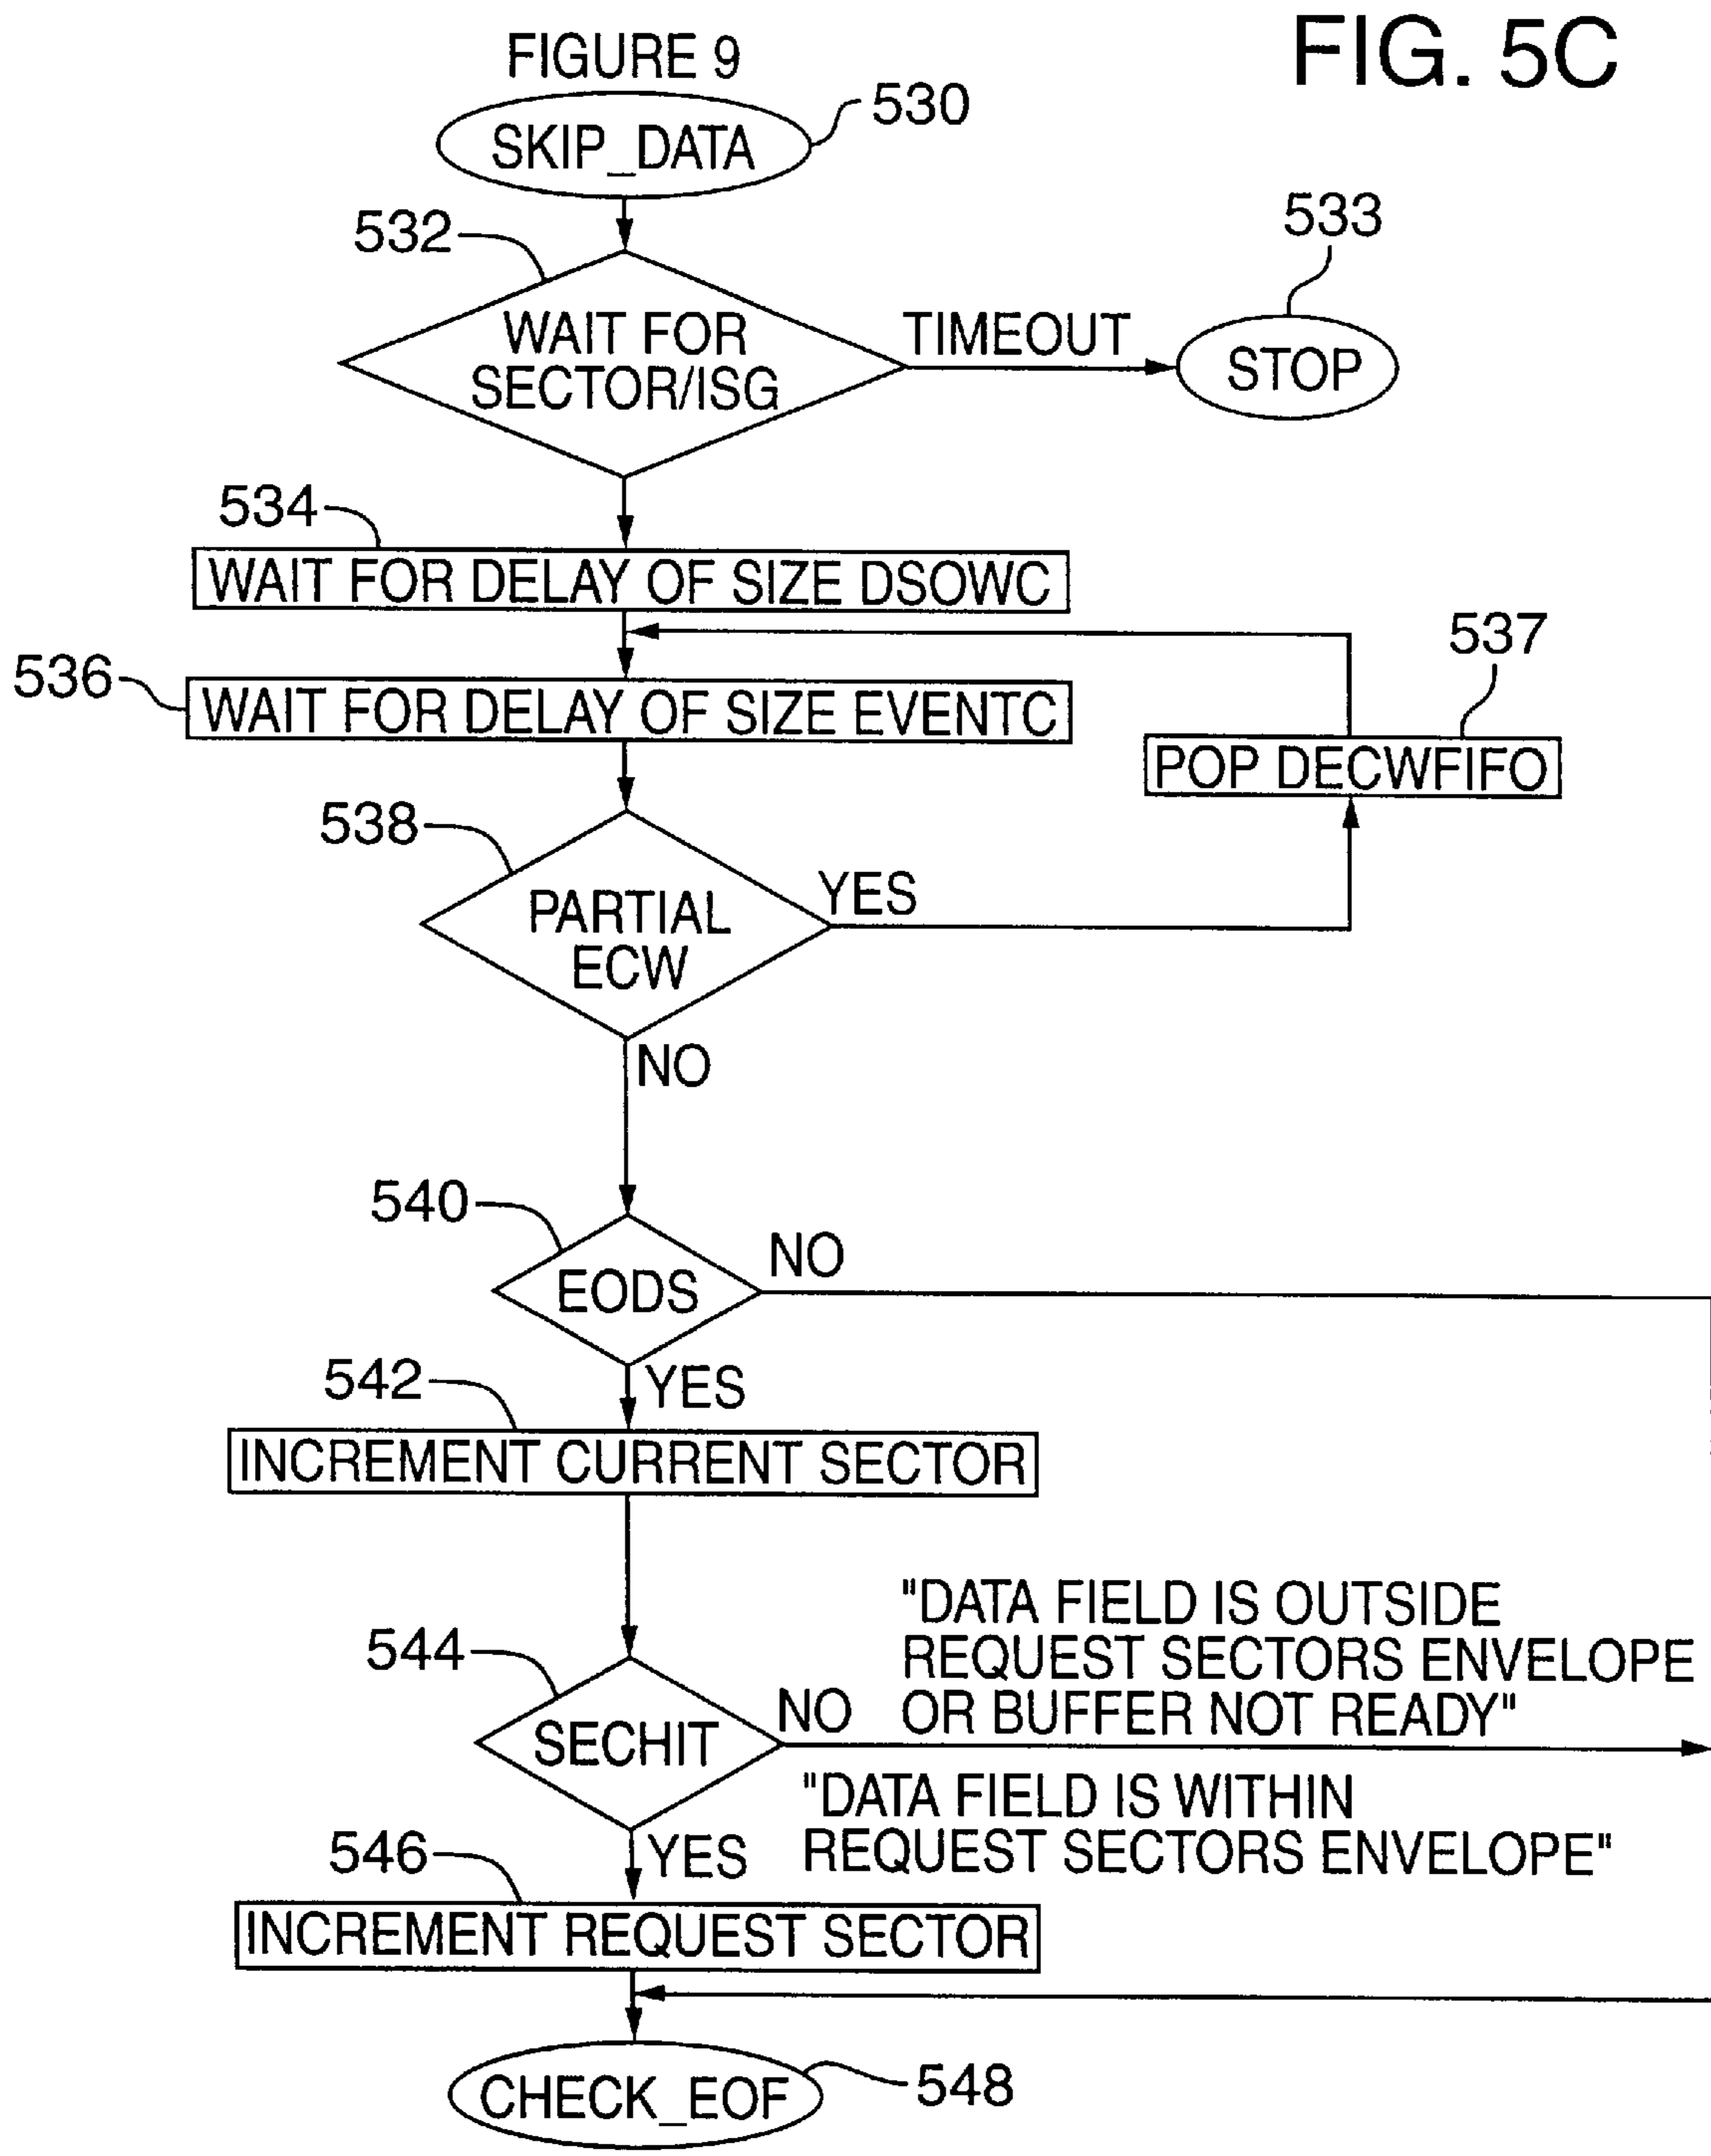 FIG. 5C
FIGURE 9
530
SKIP_DATA
532
533
WAIT FOR
SECTOR/ISG
TIMEOUT
STOP
534
WAIT FOR DELAY OF SIZE DSOWC
536
WAIT FOR DELAY OF SIZE EVENTC
537
POP DECWFIFO
538
PARTIAL
ECW
YES
NO
540
EODS
NO
YES
542
INCREMENT CURRENT SECTOR
"DATA FIELD IS OUTSIDE
REQUEST SECTORS ENVELOPE
OR BUFFER NOT READY"
544
SECHIT
NO
"DATA FIELD IS WITHIN
REQUEST SECTORS ENVELOPE"
YES
546
INCREMENT REQUEST SECTOR
CHECK_EOF
548